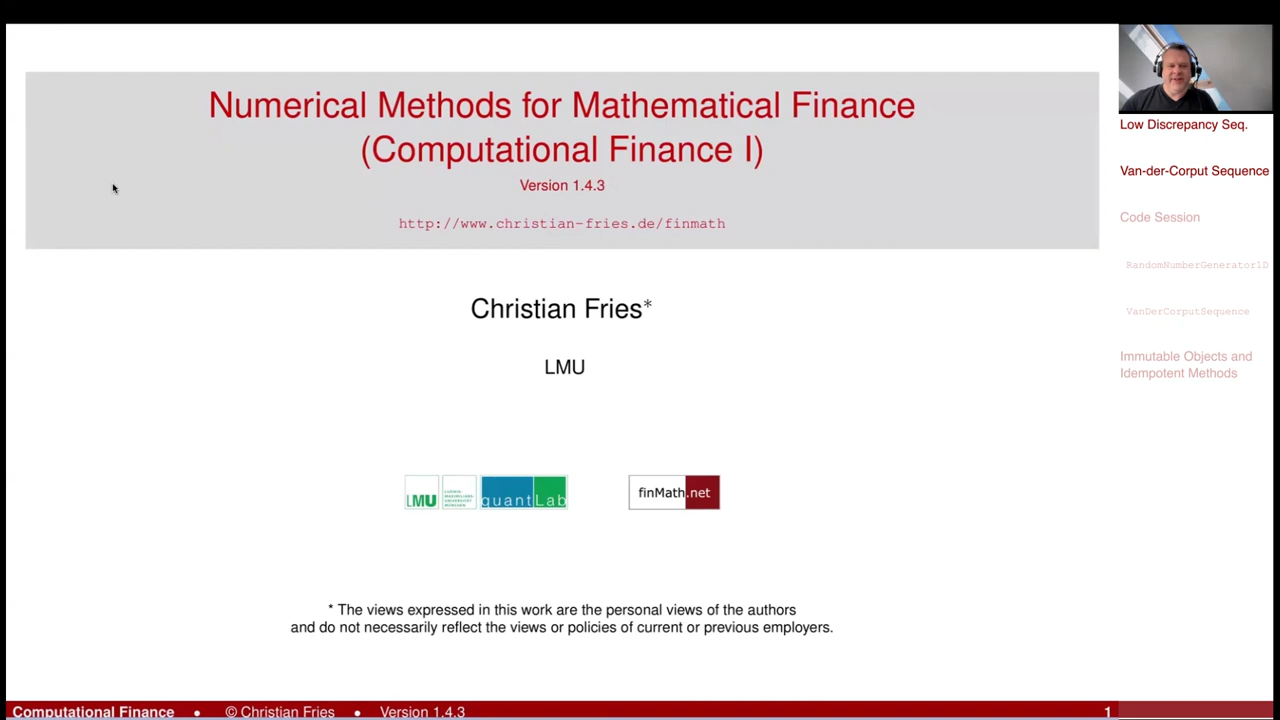 Numerical Methods for Mathematical Finance
(Computational Finance I)
Version 1.4.3
http://www.christian-fries.de/finmath
Christian Fries*
LMU
LMU
LUDWIG
MAXIMILIANS
UNIVERSITÄT
MÜNCHEN
quantLab
finMath.net
* The views expressed in this work are the personal views of the authors
and do not necessarily reflect the views or policies of current or previous employers.
Low Discrepancy Seq.
Van-der-Corput Sequence
Code Session
RandomNumberGenerator1D
VanDerCorputSequence
Immutable Objects and
Idempotent Methods
Computational Finance • © Christian Fries • Version 1.4.3 1